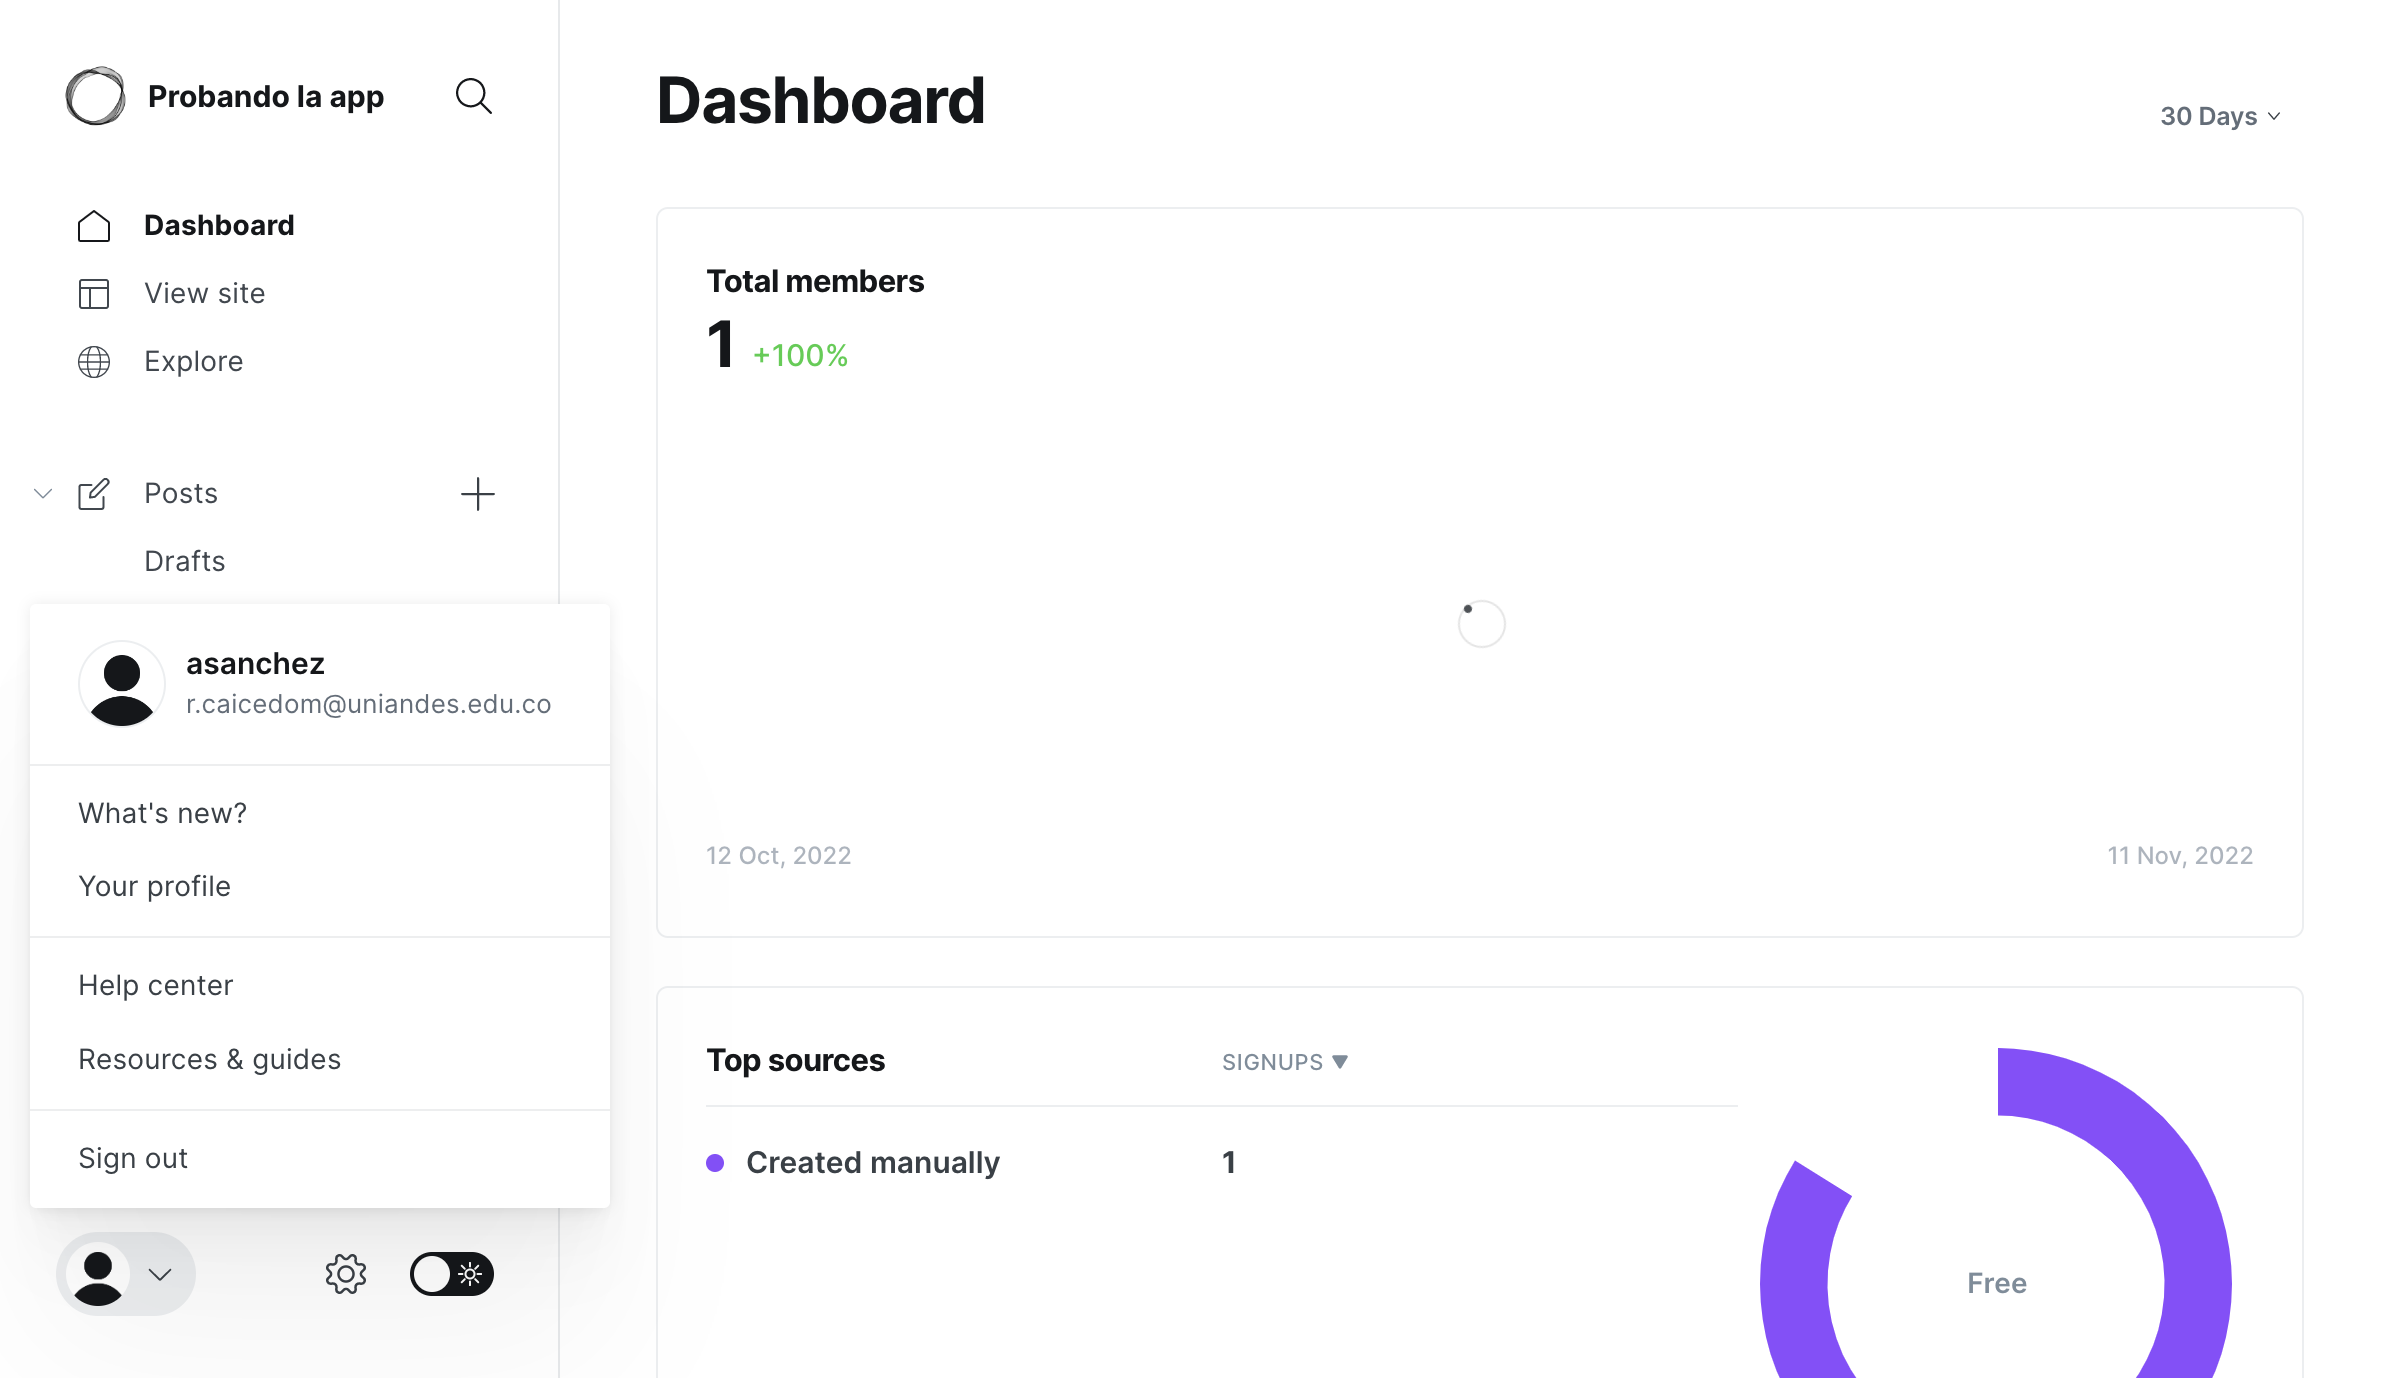 Probando la app
Dashboard
View site
Explore
Posts
Drafts
asanchez
r.caicedom@uniandes.edu.co
What's new?
Your profile
Help center
Resources & guides
Sign out
Dashboard
30 Days
Total members
1 +100%
12 Oct, 2022
11 Nov, 2022
Top sources
SIGNUPS
Created manually
1
Free